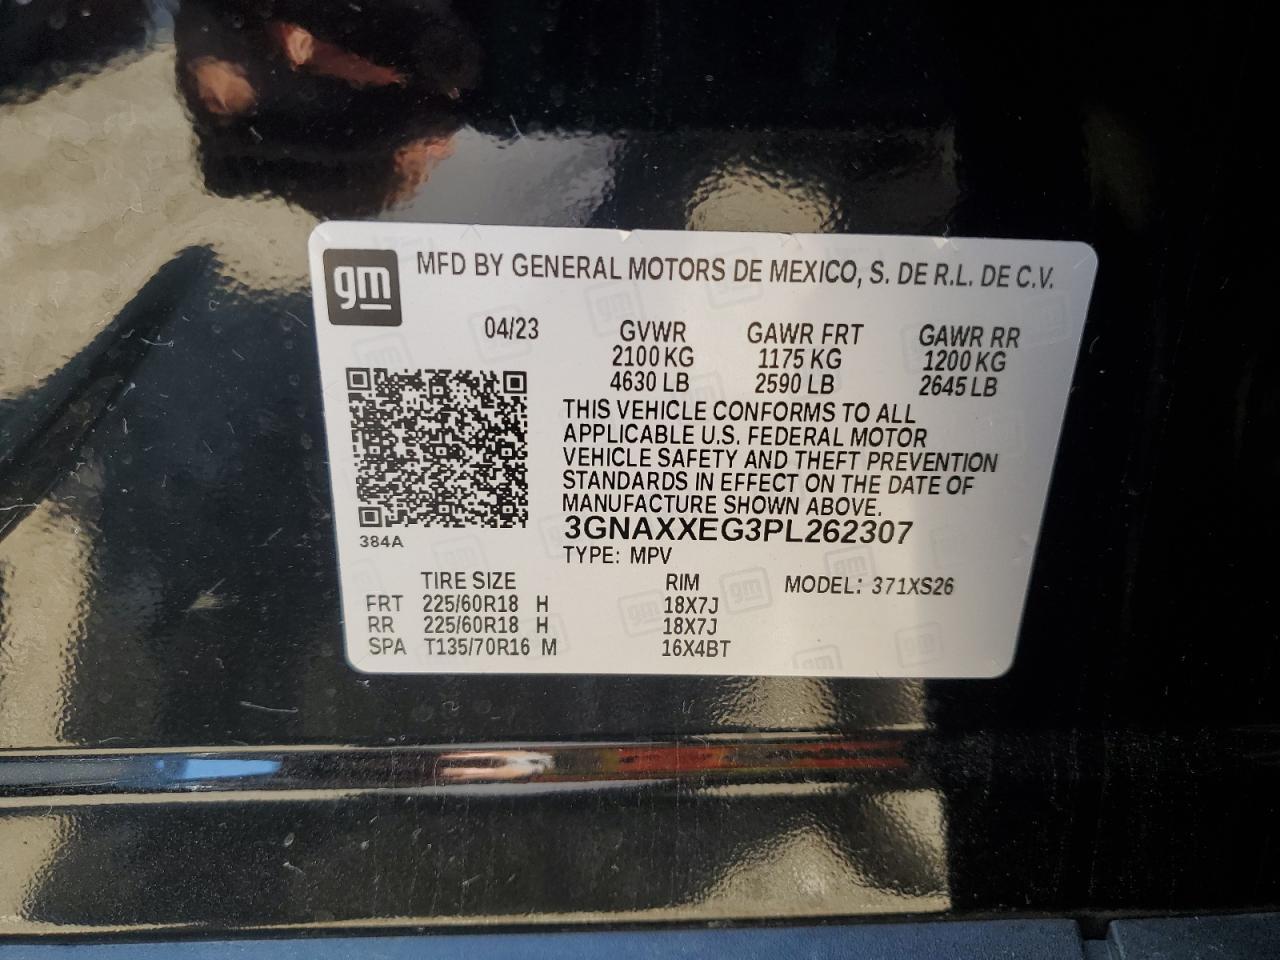 gm
MFD BY GENERAL MOTORS DE MEXICO, S. DE R.L. DE C.V.
04/23 GVWR GAWR FRT GAWR RR
2100 KG 1175 KG 1200 KG
4630 LB 2590 LB 2645 LB
THIS VEHICLE CONFORMS TO ALL
APPLICABLE U.S. FEDERAL MOTOR
VEHICLE SAFETY AND THEFT PREVENTION
STANDARDS IN EFFECT ON THE DATE OF
MANUFACTURE SHOWN ABOVE.
3GNAXXEG3PL262307
384A
TYPE: MPV
TIRE SIZE RIM MODEL: 371XS26
FRT 225/60R18 H 18X7J
RR 225/60R18 H 18X7J
SPA T135/70R16 M 16X4BT